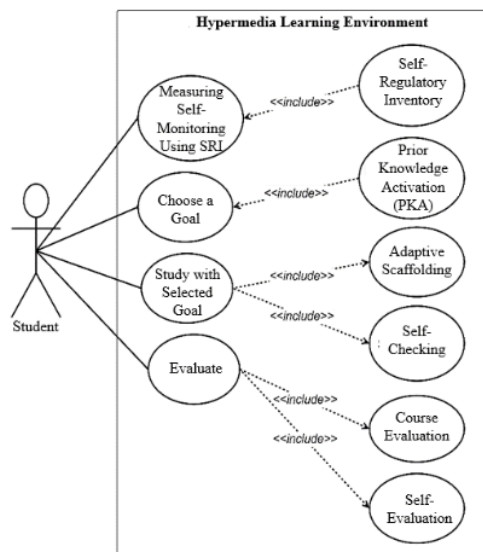 Hypermedia Learning Environment
Measuring
Self-
Monitoring
Using SRI
<<include>>
Self-
Regulatory
Inventory
Choose a
Goal
<<include>>
Prior
Knowledge
Activation
(PKA)
Student
Study with
Selected
Goal
<<include>>
Adaptive
Scaffolding
<<include>>
Self-
Checking
Evaluate
<<include>>
Course
Evaluation
<<include>>
Self-
Evaluation